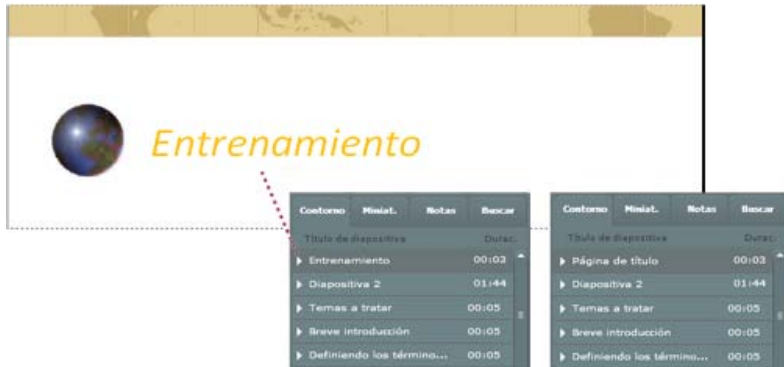 Entrenamiento
Contorno Miniat. Notas Buscar
Título de diapositiva Durac.
Entrenamiento 00:03
Diapositiva 2 01:44
Temas a tratar 00:05
Breve introducción 00:05
Definiendo los término... 00:05
Contorno Miniat. Notas Buscar
Título de diapositiva Durac.
Página de título 00:03
Diapositiva 2 01:44
Temas a tratar 00:05
Breve introducción 00:05
Definiendo los término... 00:05